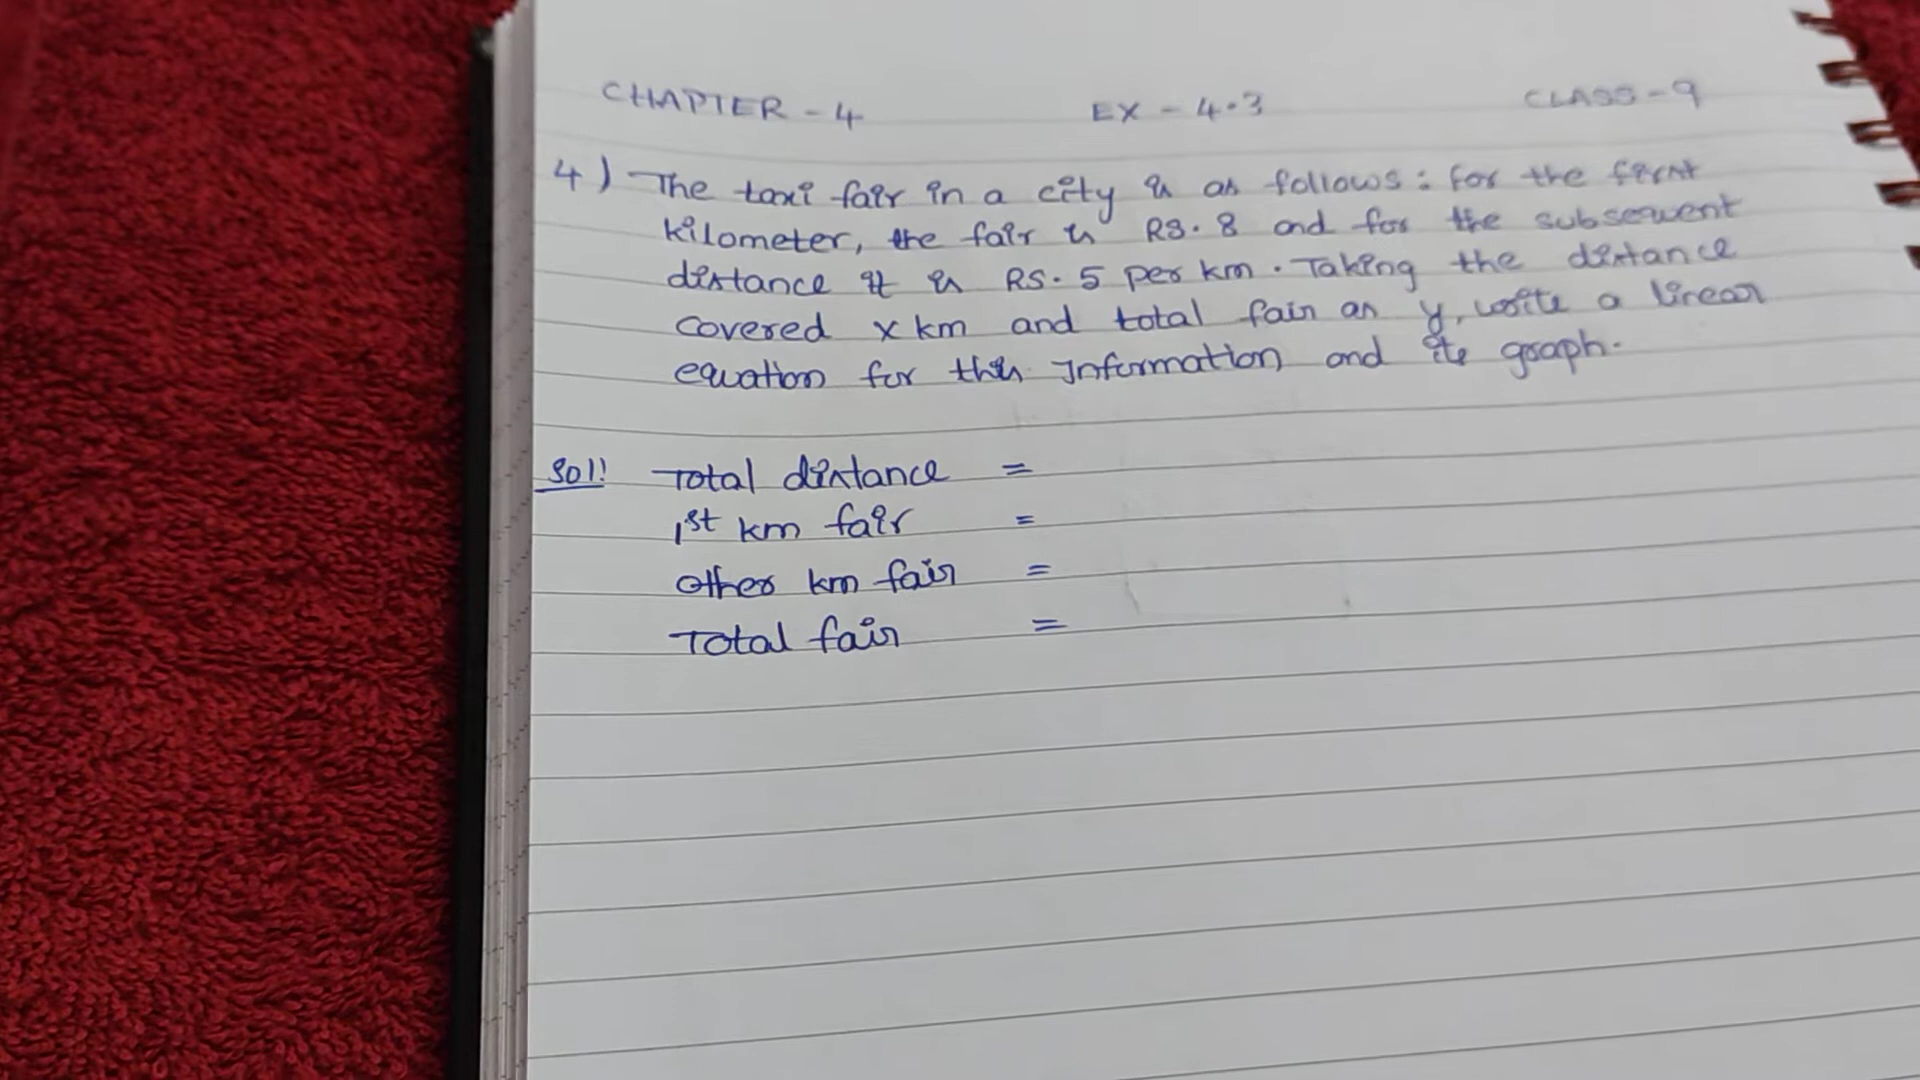 CHAPTER - 4 EX - 4.3 CLASS - 9
4) The taxi fair in a city is as follows: for the first
kilometer, the fair is RS. 8 and for the subsequent
distance it is RS. 5 per km. Taking the distance
covered x km and total fair as y, write a linear
equation for this Information and its graph.
Sol! Total distance =
1st km fair =
other km fair =
Total fair =